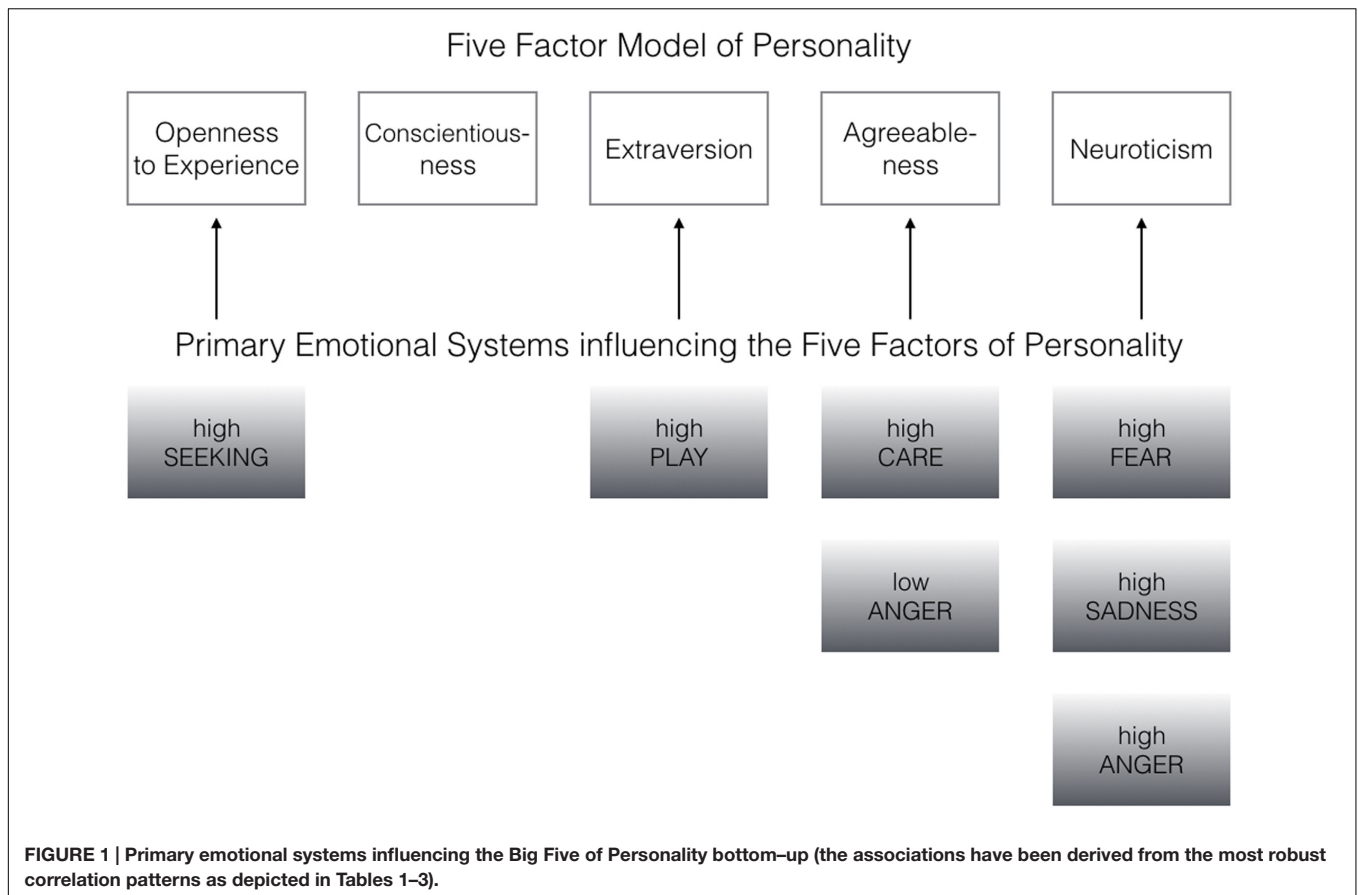 Five Factor Model of Personality
Openness
to Experience
Conscientious-
ness
Extraversion
Agreeable-
ness
Neuroticism
Primary Emotional Systems influencing the Five Factors of Personality
high
SEEKING
high
PLAY
high
CARE
high
FEAR
low
ANGER
high
SADNESS
high
ANGER
FIGURE 1 | Primary emotional systems influencing the Big Five of Personality bottom–up (the associations have been derived from the most robust
correlation patterns as depicted in Tables 1–3).